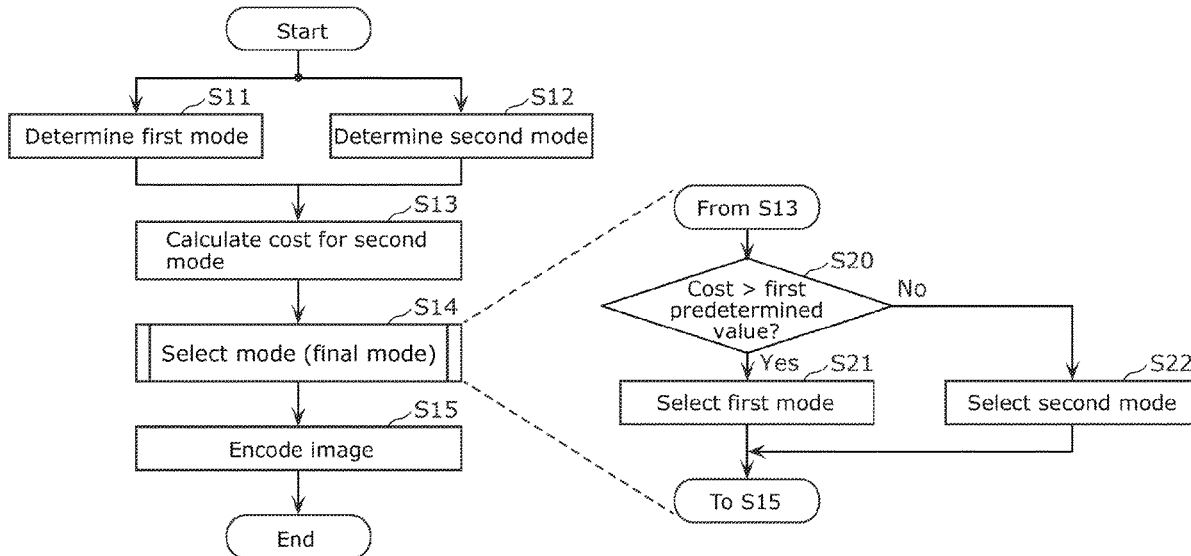 Start
S11
Determine first mode
S12
Determine second mode
S13
Calculate cost for second
mode
S14
Select mode (final mode)
S15
Encode image
End
From S13
S20
Cost > first
predetermined
value?
No
Yes
S21
Select first mode
S22
Select second mode
To S15